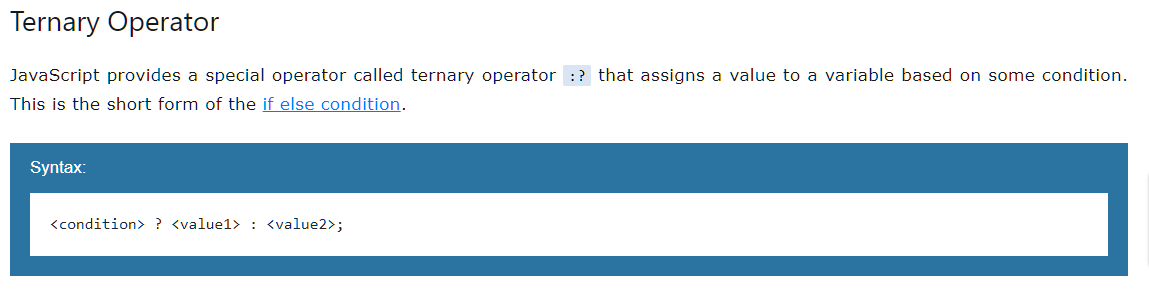 Ternary Operator
JavaScript provides a special operator called ternary operator :? that assigns a value to a variable based on some condition.
This is the short form of the if else condition.
Syntax:
<condition> ? <value1> : <value2>;